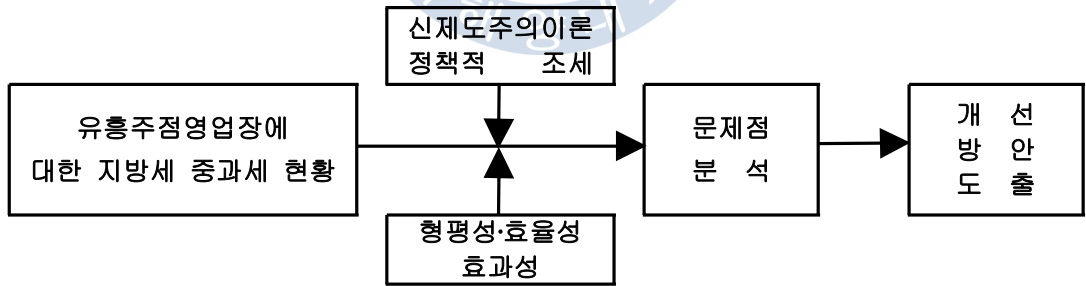 신제도주의이론
정책적 조세
유흥주점영업장에
대한 지방세 중과세 현황
문제점
분 석
개 선
방 안
도 출
형평성·효율성
효과성